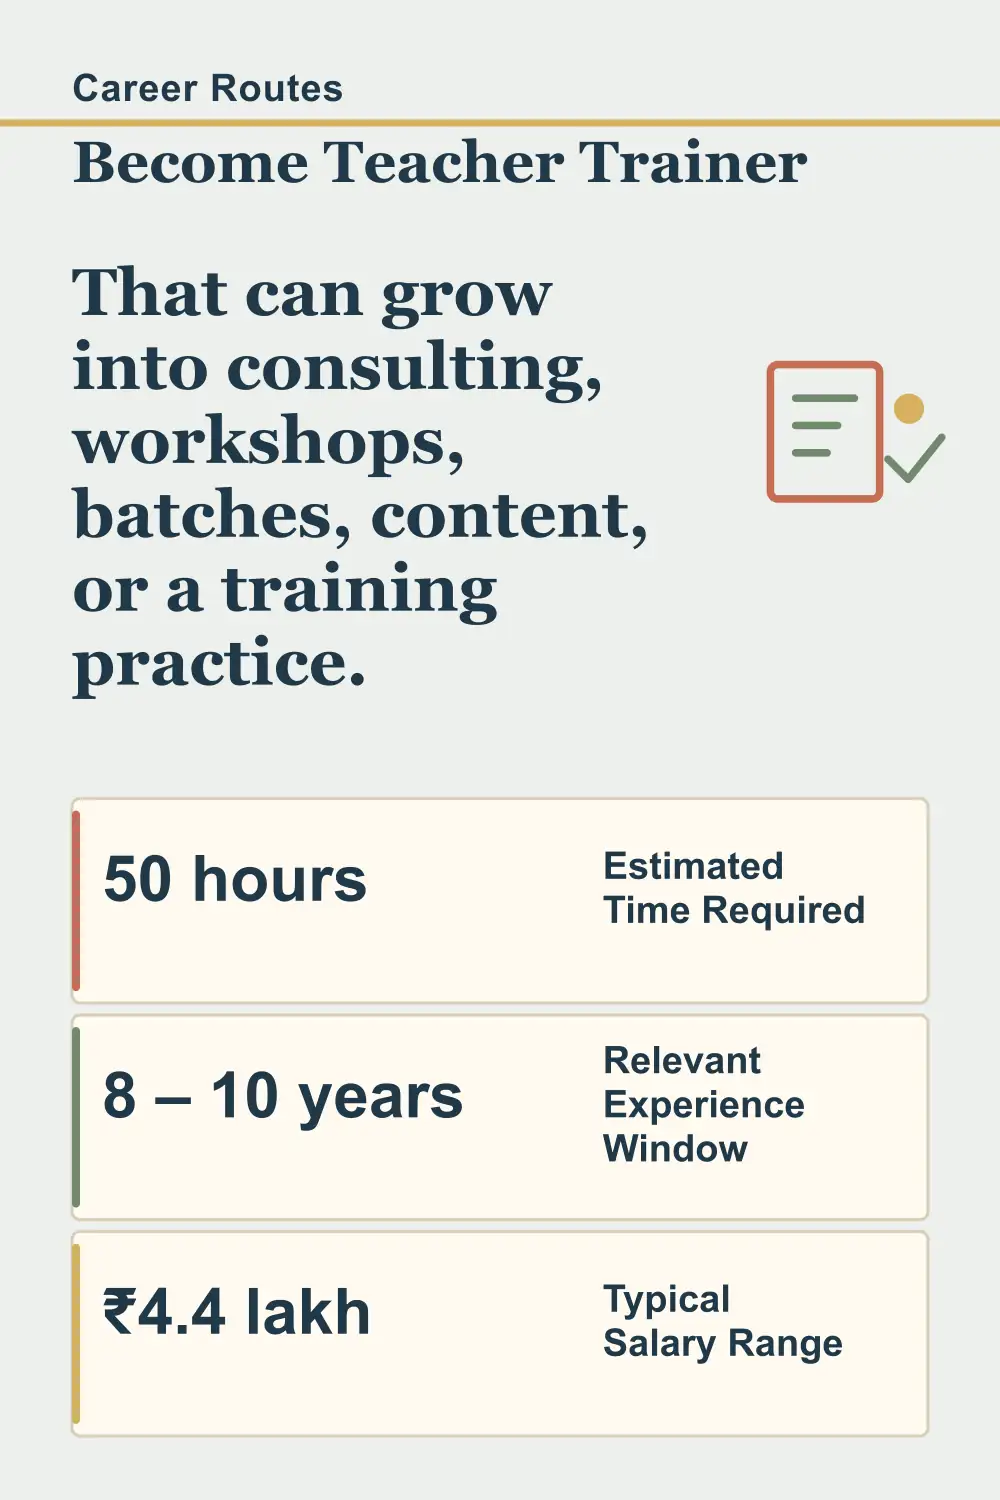 Career Routes
Become Teacher Trainer
That can grow
into consulting,
workshops,
batches, content,
or a training
practice.
50 hours
Estimated
Time Required
8 – 10 years
Relevant
Experience
Window
₹4.4 lakh
Typical
Salary Range